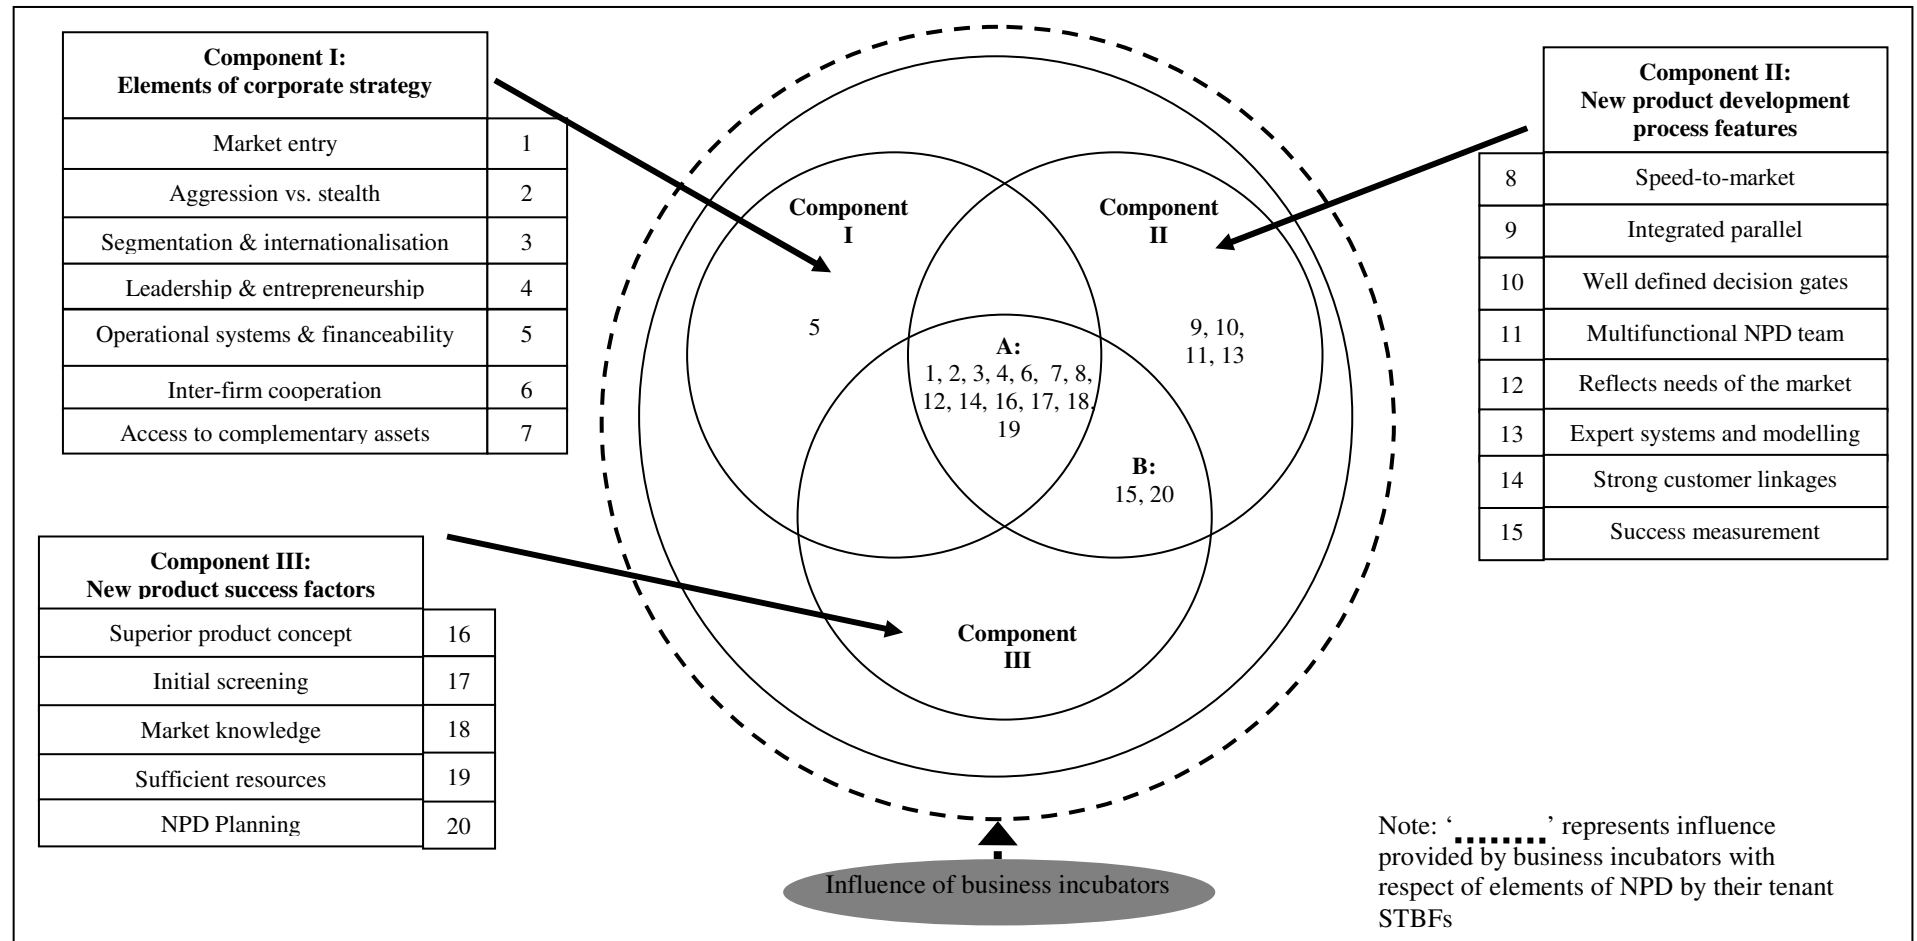 Component I:
Elements of corporate strategy
Market entry 1
Aggression vs. stealth 2
Segmentation & internationalisation 3
Leadership & entrepreneurship 4
Operational systems & financeability 5
Inter-firm cooperation 6
Access to complementary assets 7
Component II:
New product development
process features
8 Speed-to-market
9 Integrated parallel
10 Well defined decision gates
11 Multifunctional NPD team
12 Reflects needs of the market
13 Expert systems and modelling
14 Strong customer linkages
15 Success measurement
Component
I
5
Component
II
9, 10,
11, 13
A:
1, 2, 3, 4, 6, 7, 8,
12, 14, 16, 17, 18,
19
B:
15, 20
Component
III
Component III:
New product success factors
Superior product concept 16
Initial screening 17
Market knowledge 18
Sufficient resources 19
NPD Planning 20
Influence of business incubators
Note: ‘ ’ represents influence
provided by business incubators with
respect of elements of NPD by their tenant
STBFs